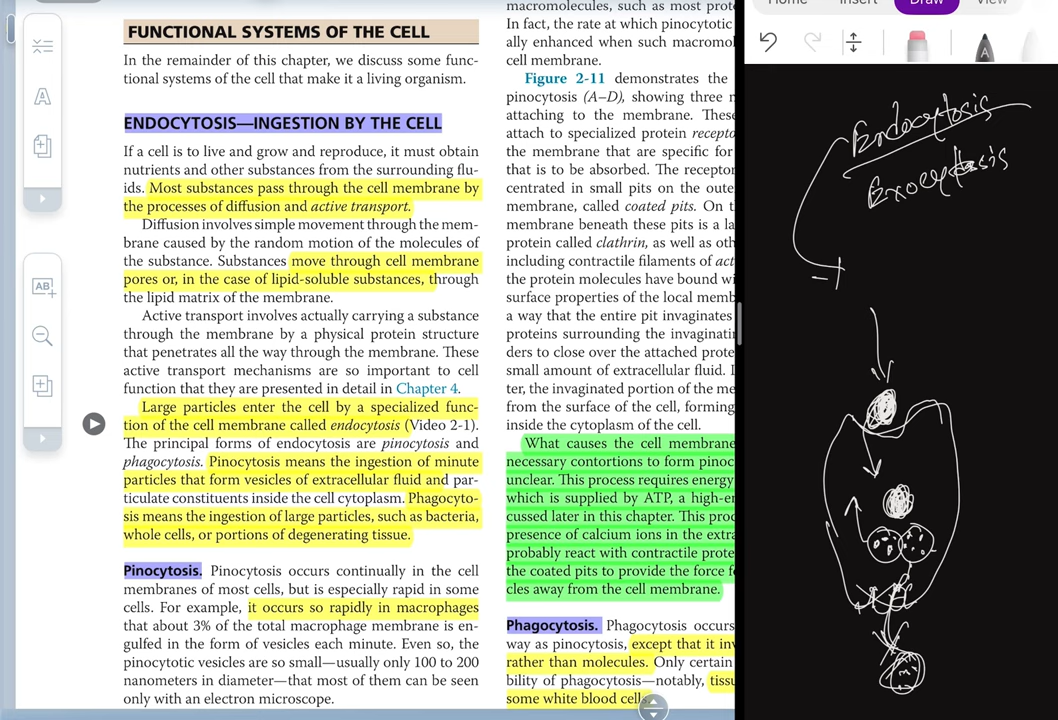 FUNCTIONAL SYSTEMS OF THE CELL
In the remainder of this chapter, we discuss some func-
tional systems of the cell that make it a living organism.
ENDOCYTOSIS—INGESTION BY THE CELL
If a cell is to live and grow and reproduce, it must obtain
nutrients and other substances from the surrounding flu-
ids. Most substances pass through the cell membrane by
the processes of diffusion and active transport.
Diffusion involves simple movement through the mem-
brane caused by the random motion of the molecules of
the substance. Substances move through cell membrane
pores or, in the case of lipid-soluble substances, through
the lipid matrix of the membrane.
Active transport involves actually carrying a substance
through the membrane by a physical protein structure
that penetrates all the way through the membrane. These
active transport mechanisms are so important to cell
function that they are presented in detail in Chapter 4.
Large particles enter the cell by a specialized func-
tion of the cell membrane called endocytosis (Video 2-1).
The principal forms of endocytosis are pinocytosis and
phagocytosis. Pinocytosis means the ingestion of minute
particles that form vesicles of extracellular fluid and par-
ticulate constituents inside the cell cytoplasm. Phagocyto-
sis means the ingestion of large particles, such as bacteria,
whole cells, or portions of degenerating tissue.
Pinocytosis. Pinocytosis occurs continually in the cell
membranes of most cells, but is especially rapid in some
cells. For example, it occurs so rapidly in macrophages
that about 3% of the total macrophage membrane is en-
gulfed in the form of vesicles each minute. Even so, the
pinocytotic vesicles are so small—usually only 100 to 200
nanometers in diameter—that most of them can be seen
only with an electron microscope.
macromolecules, such as most prot
In fact, the rate at which pinocytotic
ally enhanced when such macromol
cell membrane.
Figure 2-11 demonstrates the
pinocytosis (A–D), showing three
attaching to the membrane. These
attach to specialized protein recepto
the membrane that are specific for
that is to be absorbed. The receptor
centrated in small pits on the oute
membrane, called coated pits. On t
membrane beneath these pits is a la
protein called clathrin, as well as oth
including contractile filaments of act
the protein molecules have bound wi
surface properties of the local memb
a way that the entire pit invaginates
proteins surrounding the invaginatin
ders to close over the attached prote
small amount of extracellular fluid. I
ter, the invaginated portion of the me
from the surface of the cell, forming
inside the cytoplasm of the cell.
What causes the cell membrane
necessary contortions to form pinoc
unclear. This process requires energy
which is supplied by ATP, a high-en
cussed later in this chapter. This proc
presence of calcium ions in the extra
probably react with contractile prote
the coated pits to provide the force f
cles away from the cell membrane.
Phagocytosis. Phagocytosis occurs
way as pinocytosis, except that it inv
rather than molecules. Only certain
bility of phagocytosis—notably, tissu
some white blood cells.
Home Insert Draw View
Endocytosis
Exocytosis
A
AB
A